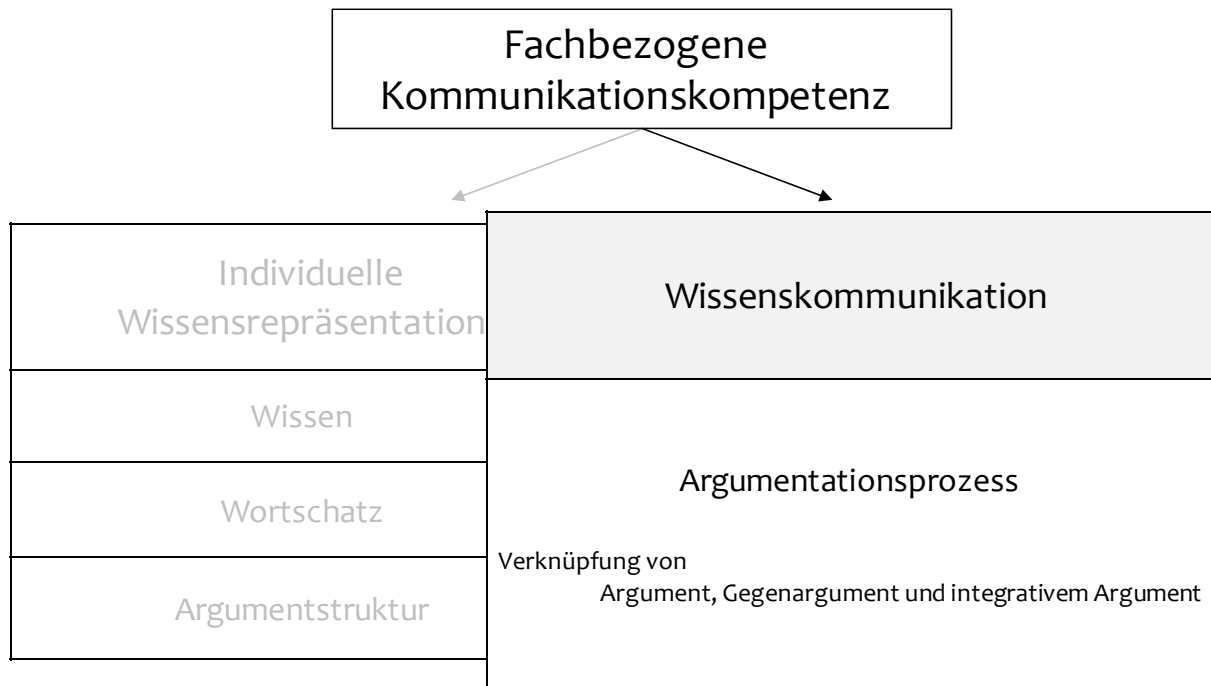 Fachbezogene
Kommunikationskompetenz
Individuelle
Wissensrepräsentation
Wissen
Wortschatz
Argumentstruktur
Wissenskommunikation
Argumentationsprozess
Verknüpfung von
Argument, Gegenargument und integrativem Argument